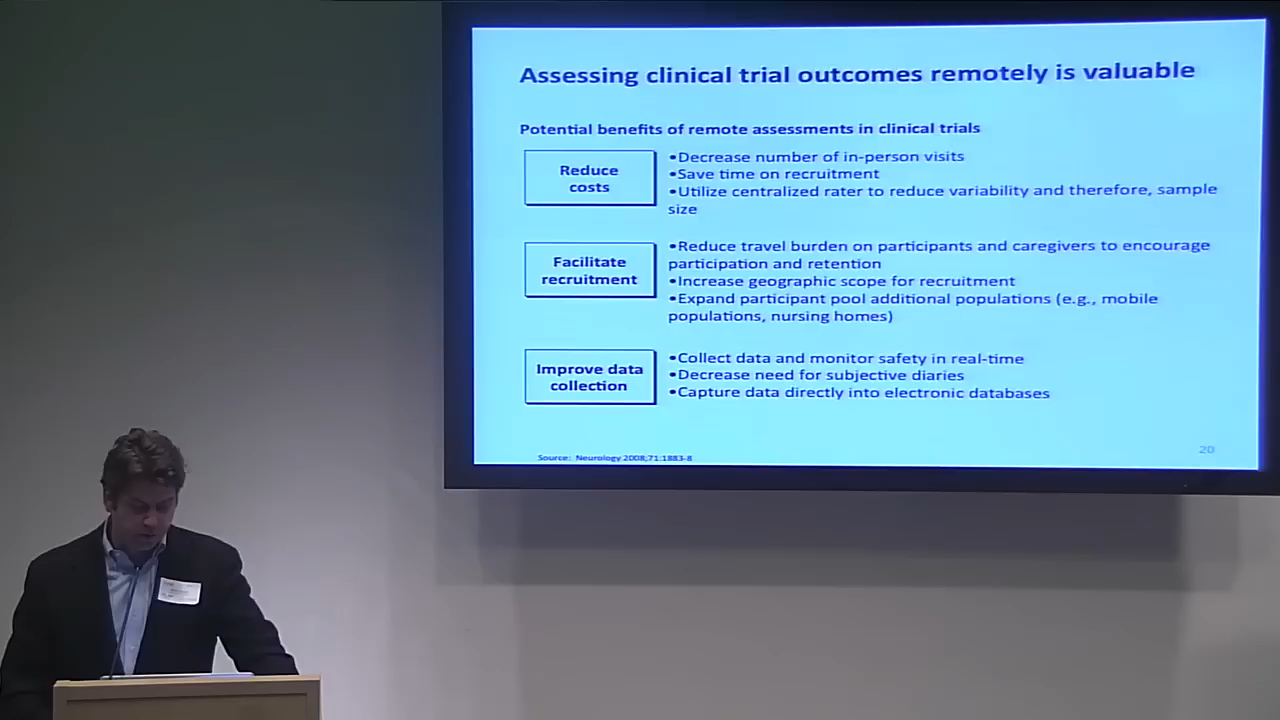 Assessing clinical trial outcomes remotely is valuable
Potential benefits of remote assessments in clinical trials
Reduce
costs
•Decrease number of in-person visits
•Save time on recruitment
•Utilize centralized rater to reduce variability and therefore, sample
size
Facilitate
recruitment
•Reduce travel burden on participants and caregivers to encourage
participation and retention
•Increase geographic scope for recruitment
•Expand participant pool additional populations (e.g., mobile
populations, nursing homes)
Improve data
collection
•Collect data and monitor safety in real-time
•Decrease need for subjective diaries
•Capture data directly into electronic databases
Source: Neurology 2008;71:1883-8
20